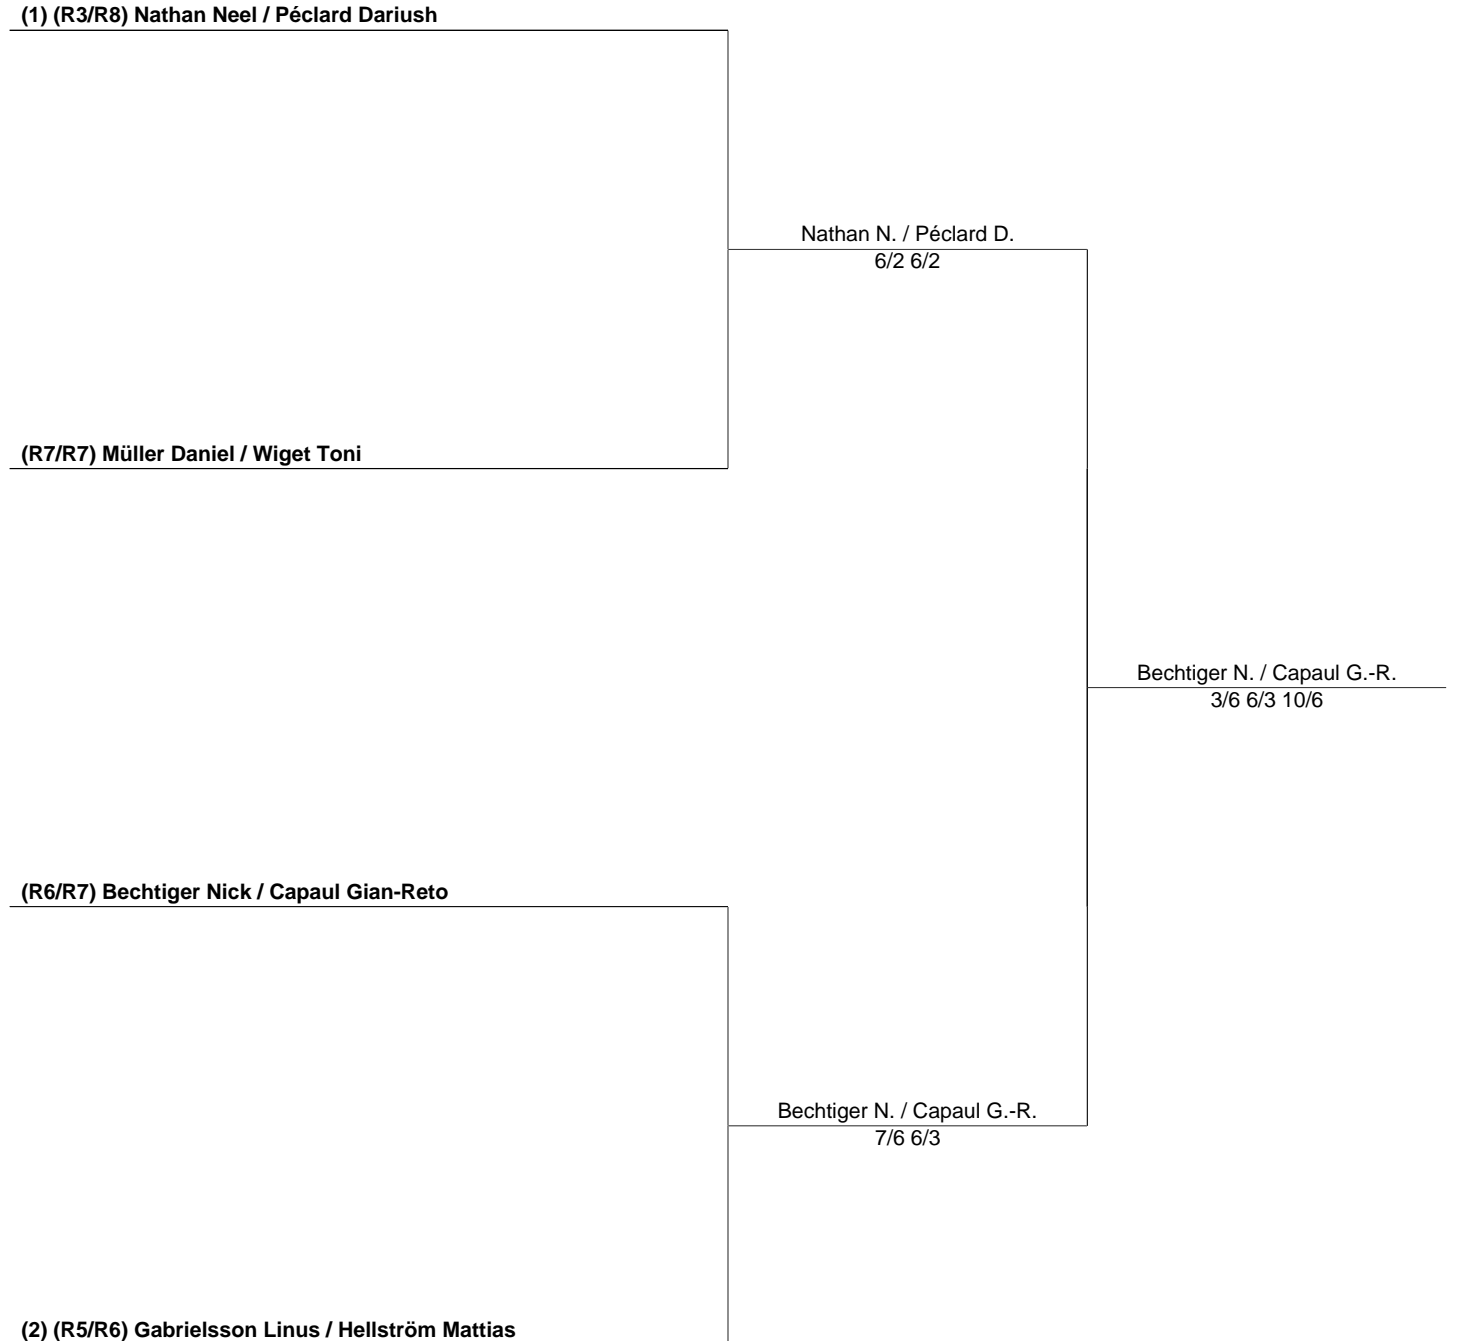 (1) (R3/R8) Nathan Neel / Péclard Dariush
Nathan N. / Péclard D.
6/2 6/2
(R7/R7) Müller Daniel / Wiget Toni
Bechtiger N. / Capaul G.-R.
3/6 6/3 10/6
(R6/R7) Bechtiger Nick / Capaul Gian-Reto
Bechtiger N. / Capaul G.-R.
7/6 6/3
(2) (R5/R6) Gabrielsson Linus / Hellström Mattias